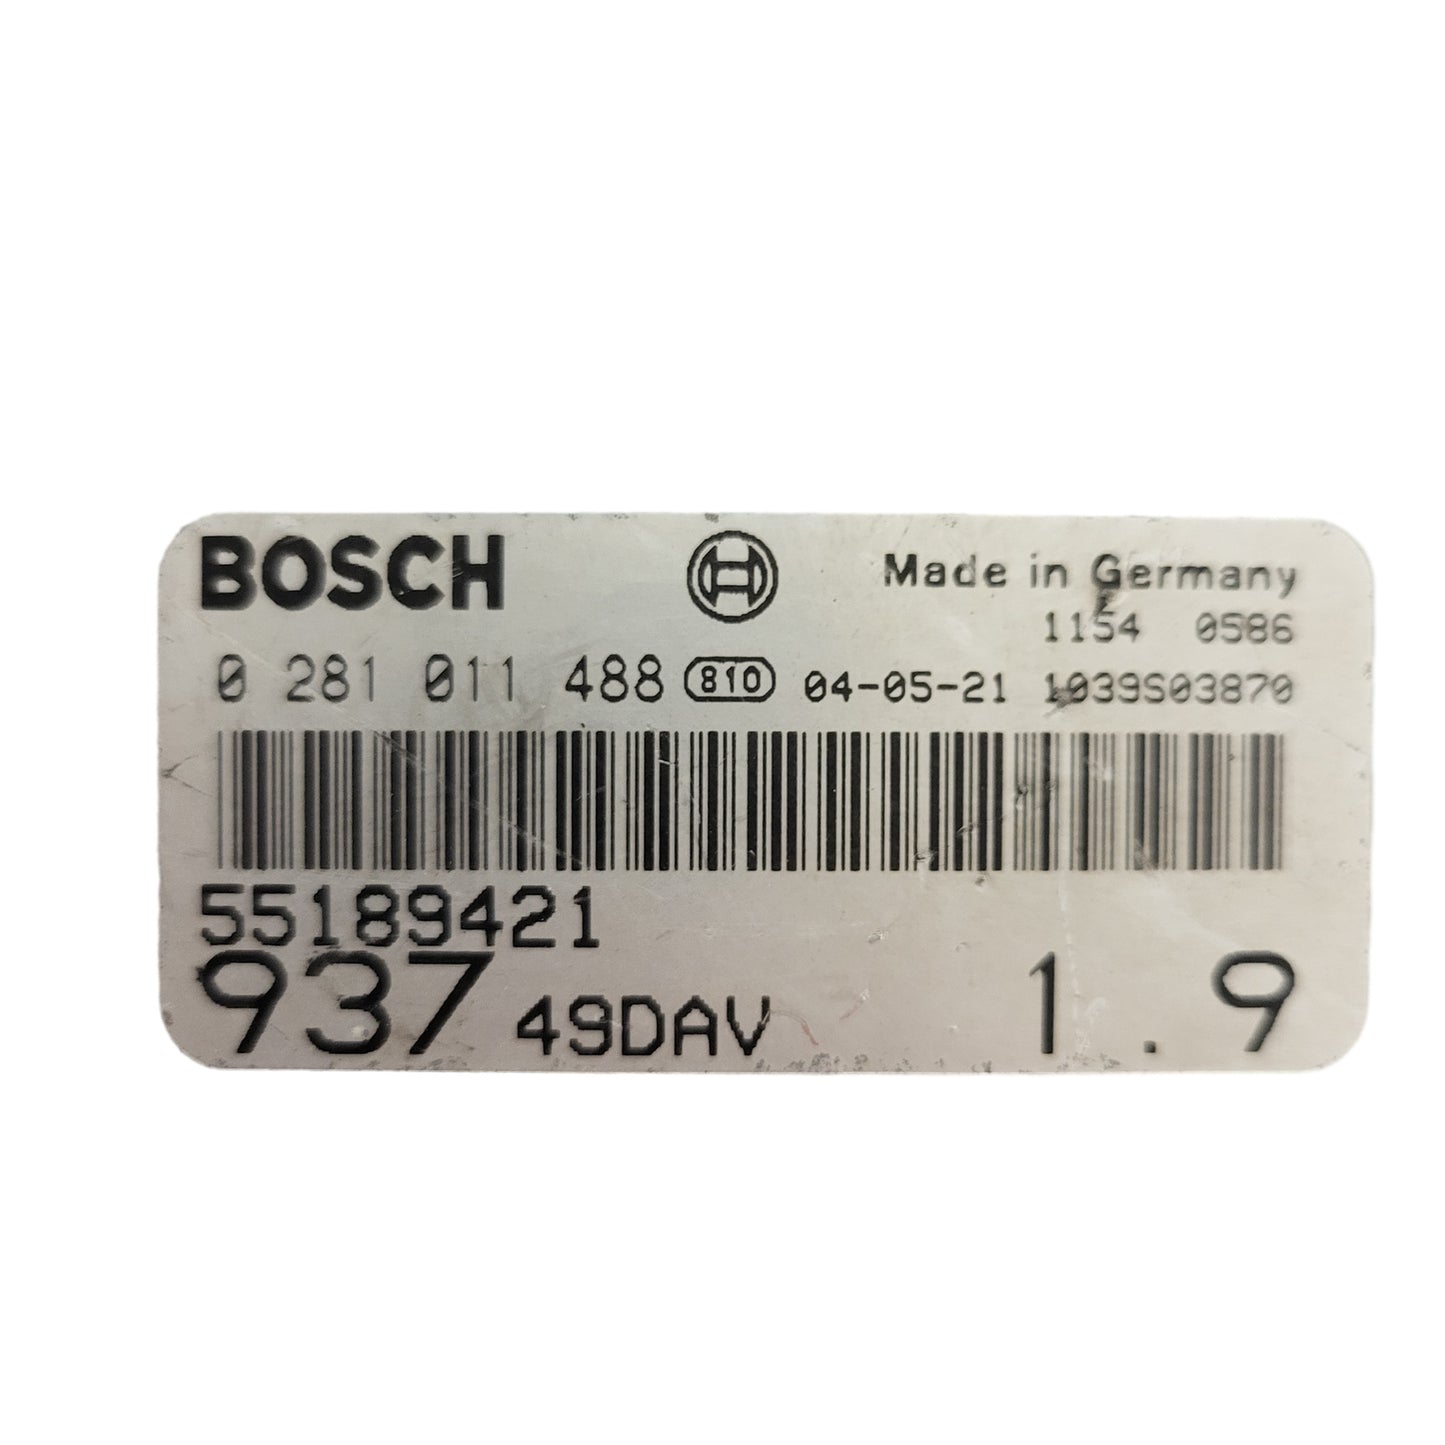 BOSCH Made in Germany
1154 0586
0 281 011 488 810 04-05-21 1039S03870
55189421
937 49DAV 1.9